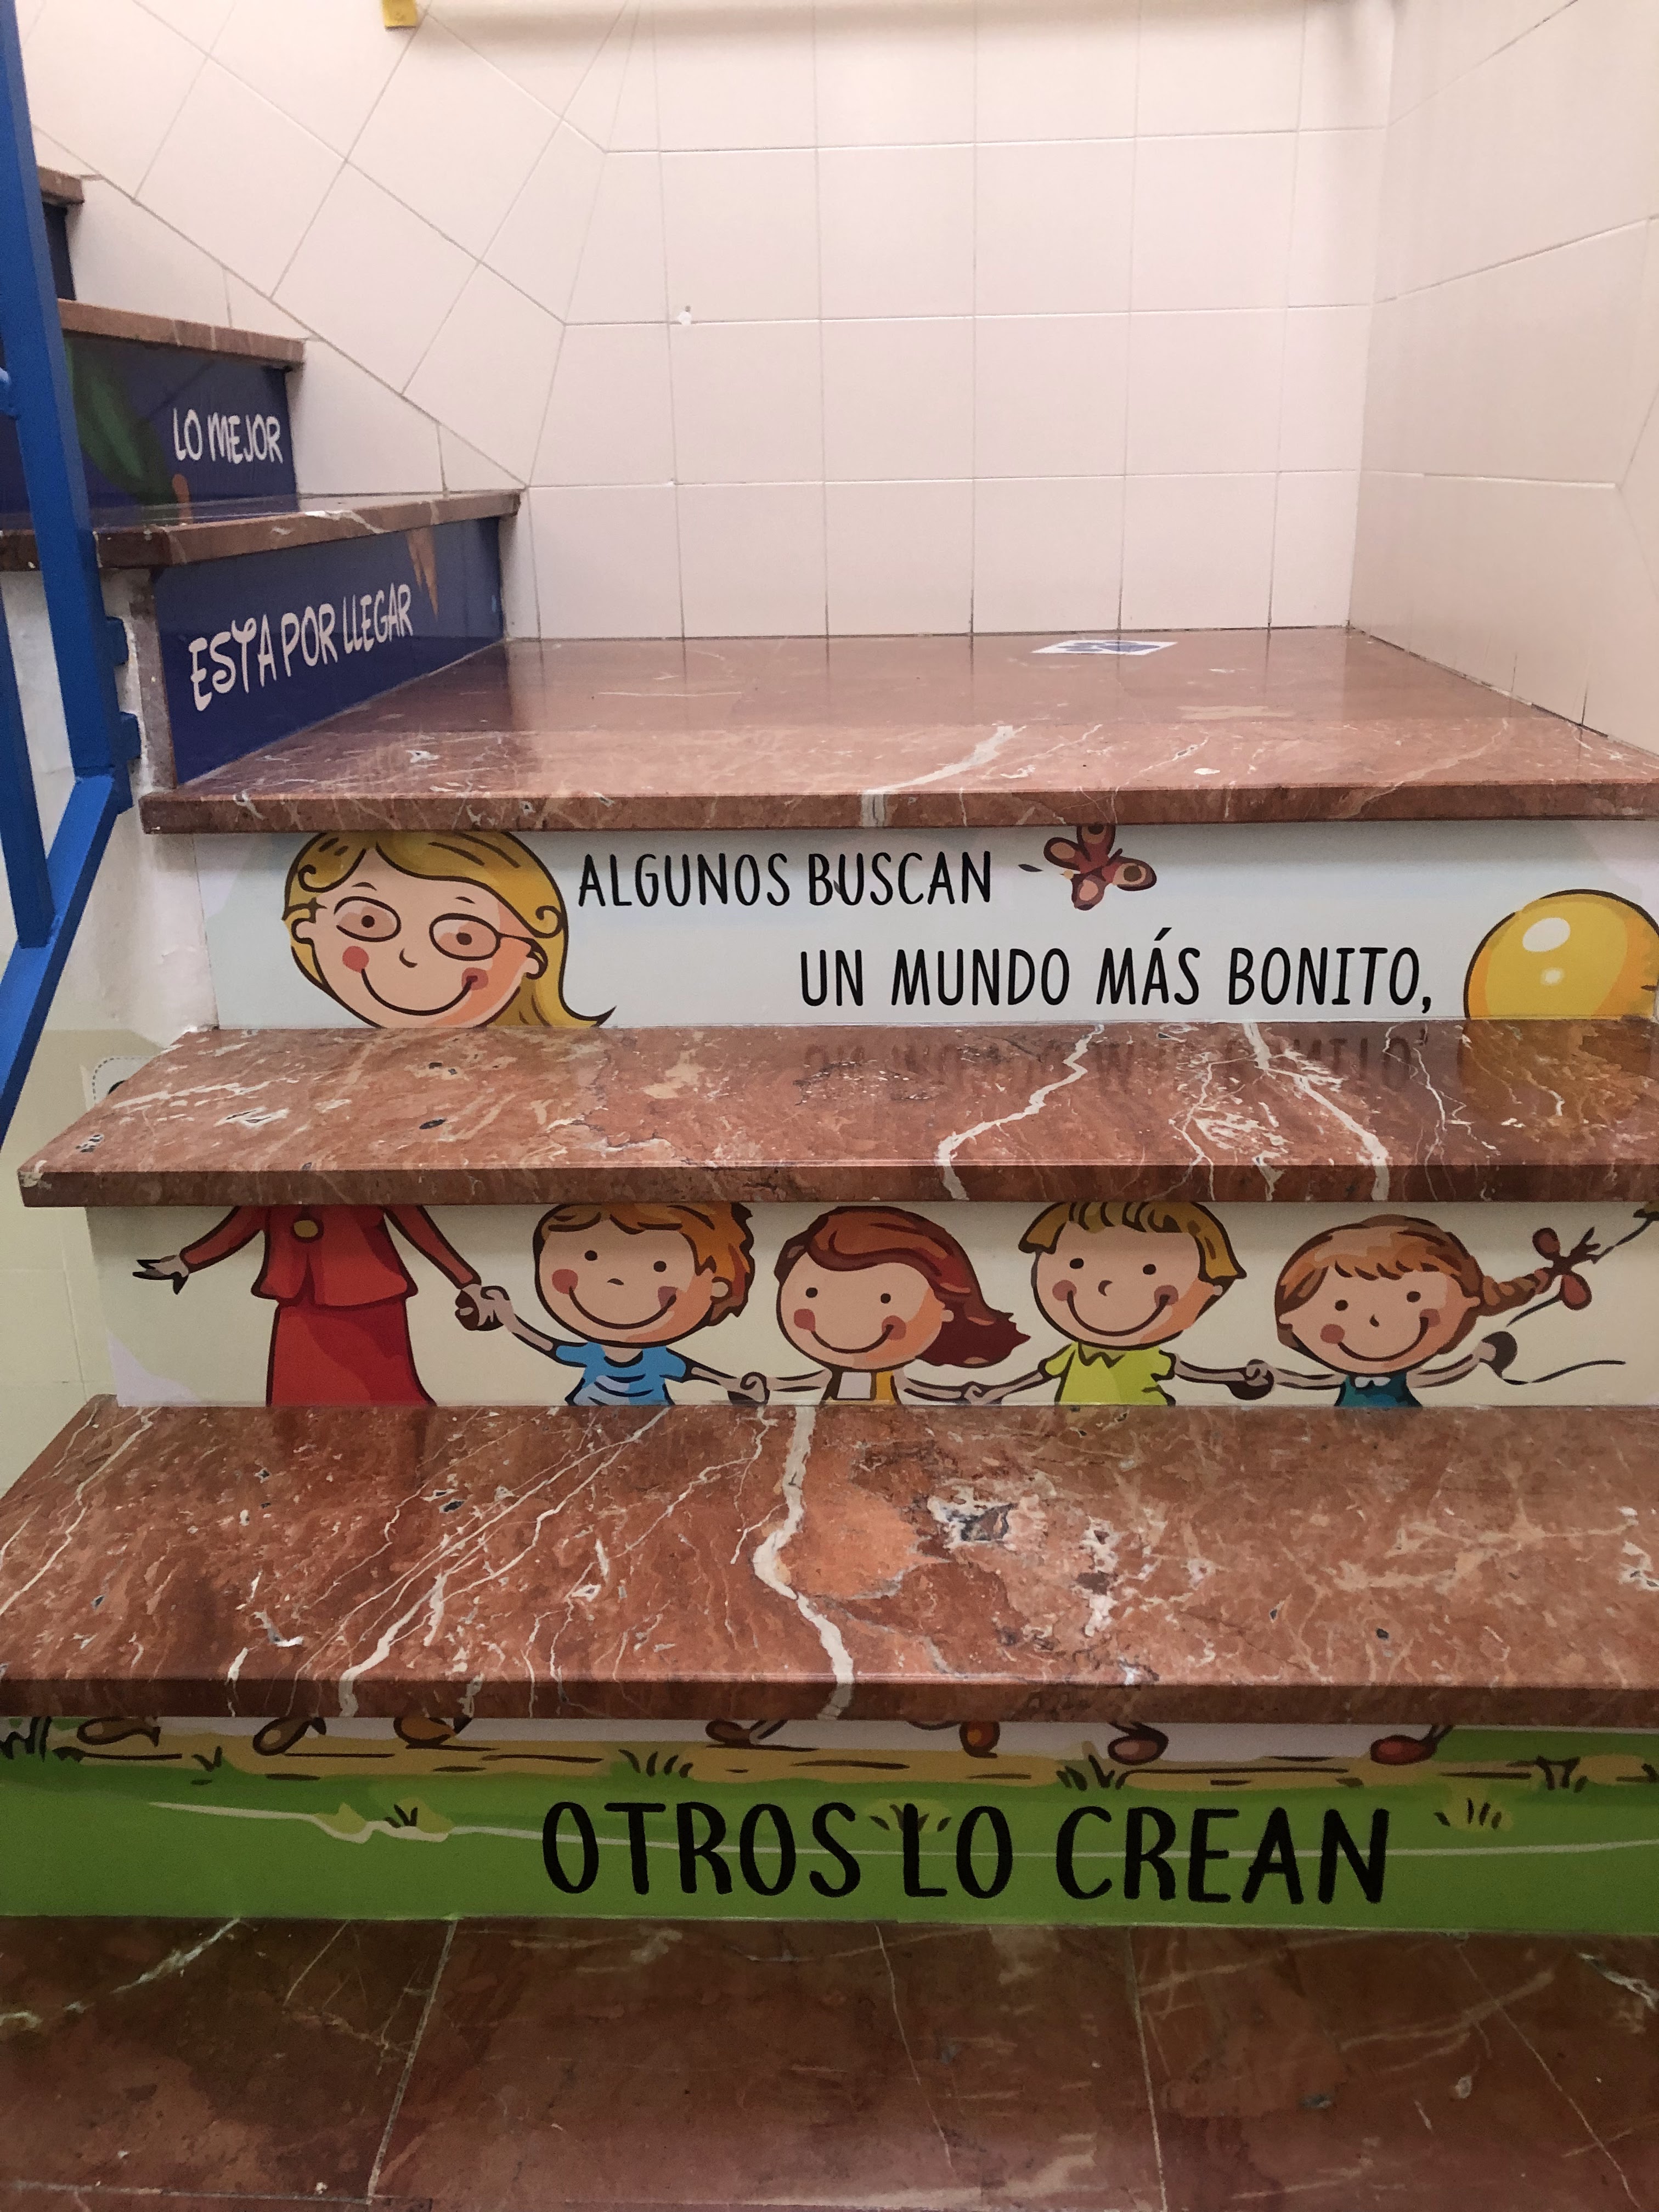 LO MEJOR
ESTA POR LLEGAR
ALGUNOS BUSCAN
UN MUNDO MÁS BONITO,
OTROS LO CREAN